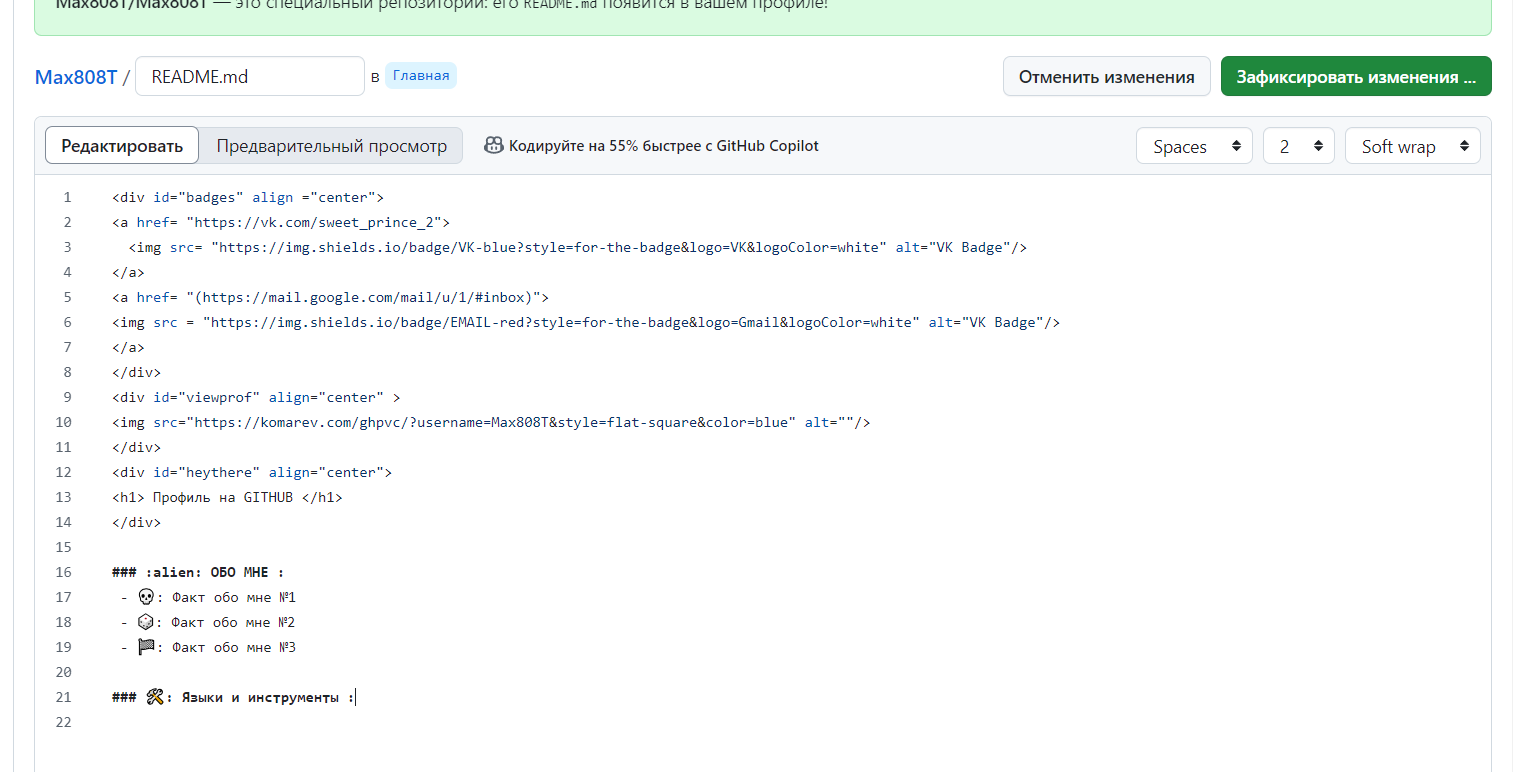 Max808T/Max808T — это специальный репозиторий: его README.md появится в вашем профиле!
Max808T / README.md в Главная
Отменить изменения Зафиксировать изменения ...
Редактировать Предварительный просмотр Кодируйте на 55% быстрее с GitHub Copilot Spaces 2 Soft wrap
1 <div id="badges" align ="center">
2 <a href= "https://vk.com/sweet_prince_2">
3 <img src= "https://img.shields.io/badge/VK-blue?style=for-the-badge&logo=VK&logoColor=white" alt="VK Badge"/>
4 </a>
5 <a href= "(https://mail.google.com/mail/u/1/#inbox)">
6 <img src = "https://img.shields.io/badge/EMAIL-red?style=for-the-badge&logo=Gmail&logoColor=white" alt="VK Badge"/>
7 </a>
8 </div>
9 <div id="viewprof" align="center" >
10 <img src="https://komarev.com/ghpvc/?username=Max808T&style=flat-square&color=blue" alt=""/>
11 </div>
12 <div id="heythere" align="center">
13 <h1> Профиль на GITHUB </h1>
14 </div>
15
16 ### :alien: ОБО МНЕ :
17 - 💀: Факт обо мне №1
18 - 🎲: Факт обо мне №2
19 - 🏁: Факт обо мне №3
20
21 ### 🛠: Языки и инструменты :
22